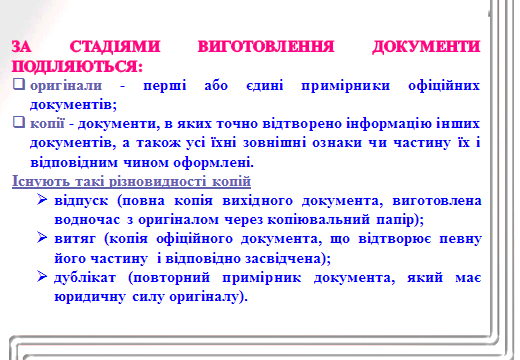 ЗА СТАДІЯМИ ВИГОТОВЛЕННЯ ДОКУМЕНТИ
ПОДІЛЯЮТЬСЯ:
❑ оригінали - перші або єдині примірники офіційних
документів;
❑ копії - документи, в яких точно відтворено інформацію інших
документів, а також усі їхні зовнішні ознаки чи частину їх і
відповідним чином оформлені.
Існують такі різновидності копій
➢ відпуск (повна копія вихідного документа, виготовлена
водночас з оригіналом через копіювальний папір);
➢ витяг (копія офіційного документа, що відтворює певну
його частину і відповідно засвідчена);
➢ дублікат (повторний примірник документа, який має
юридичну силу оригіналу).